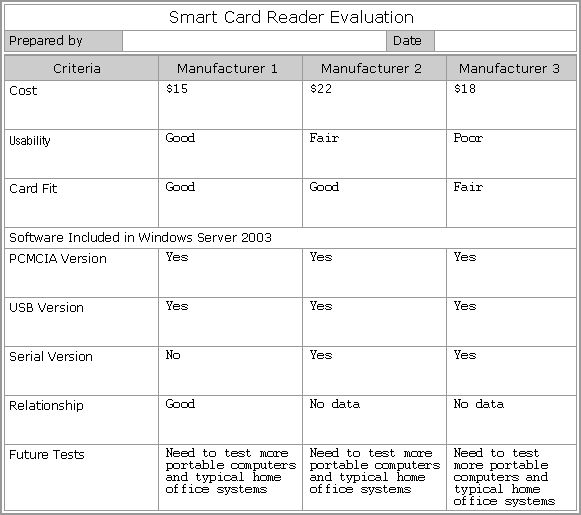 Smart Card Reader Evaluation
Prepared by Date
Criteria Manufacturer 1 Manufacturer 2 Manufacturer 3
Cost $15 $22 $18
Usability Good Fair Poor
Card Fit Good Good Fair
Software Included in Windows Server 2003
PCMCIA Version Yes Yes Yes
USB Version Yes Yes Yes
Serial Version No Yes Yes
Relationship Good No data No data
Future Tests
Need to test more
portable computers
and typical home
office systems
Need to test more
portable computers
and typical home
office systems
Need to test
more portable
computers and
typical home
office systems